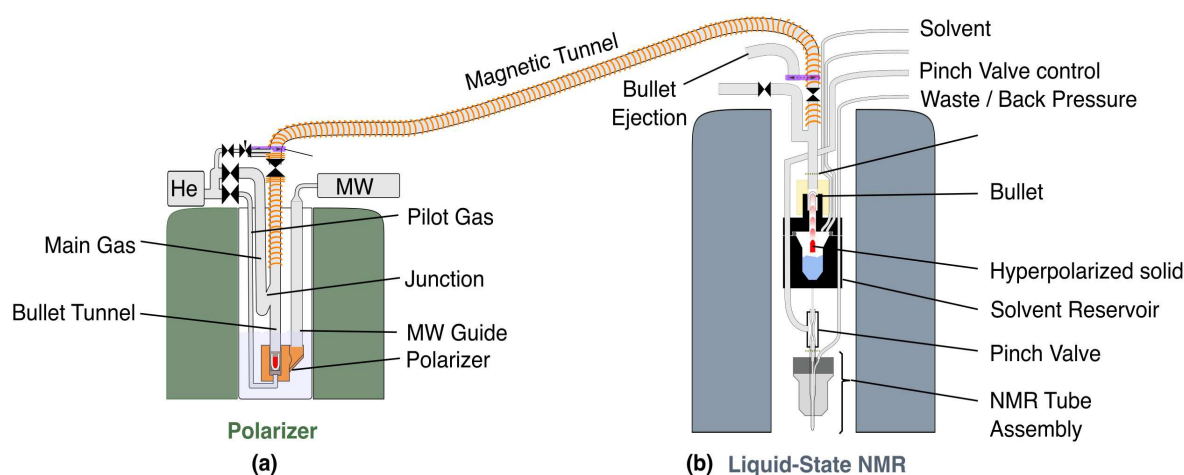 Magnetic Tunnel
He
MW
Pilot Gas
Main Gas
Junction
Bullet Tunnel
MW Guide
Polarizer
Polarizer
(a)
Solvent
Pinch Valve control
Bullet
Ejection
Waste / Back Pressure
Bullet
Hyperpolarized solid
Solvent Reservoir
Pinch Valve
NMR Tube
Assembly
(b) Liquid-State NMR